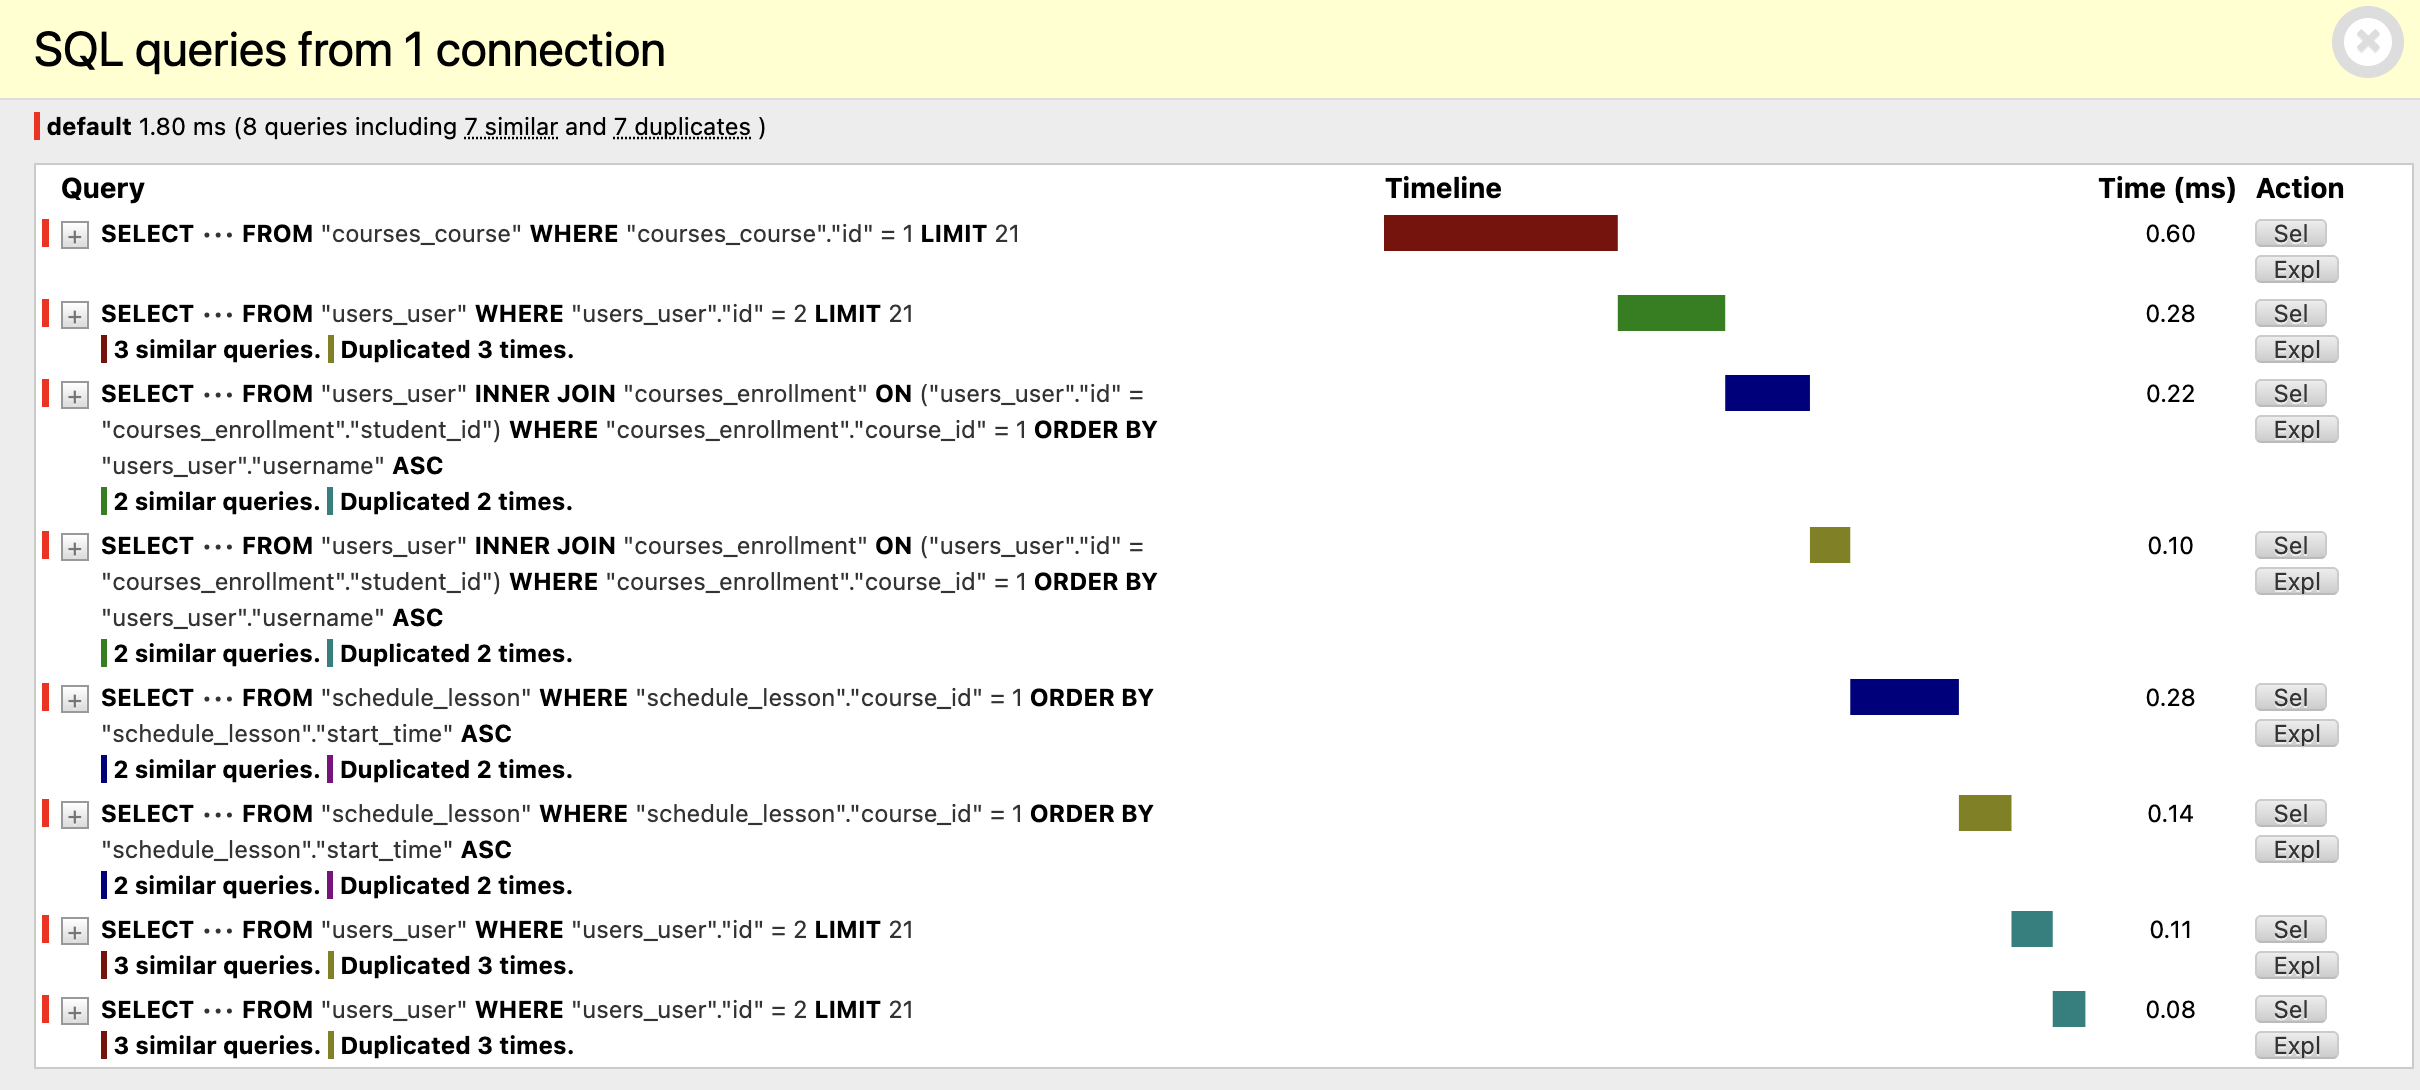 SQL queries from 1 connection
default 1.80 ms (8 queries including 7 similar and 7 duplicates )
Query Timeline Time (ms) Action
+ SELECT ••• FROM "courses_course" WHERE "courses_course"."id" = 1 LIMIT 21 0.60 Sel
Expl
+ SELECT ••• FROM "users_user" WHERE "users_user"."id" = 2 LIMIT 21 0.28 Sel
3 similar queries. Duplicated 3 times. Expl
+ SELECT ••• FROM "users_user" INNER JOIN "courses_enrollment" ON ("users_user"."id" = 0.22 Sel
"courses_enrollment"."student_id") WHERE "courses_enrollment"."course_id" = 1 ORDER BY Expl
"users_user"."username" ASC
2 similar queries. Duplicated 2 times.
+ SELECT ••• FROM "users_user" INNER JOIN "courses_enrollment" ON ("users_user"."id" = 0.10 Sel
"courses_enrollment"."student_id") WHERE "courses_enrollment"."course_id" = 1 ORDER BY Expl
"users_user"."username" ASC
2 similar queries. Duplicated 2 times.
+ SELECT ••• FROM "schedule_lesson" WHERE "schedule_lesson"."course_id" = 1 ORDER BY 0.28 Sel
"schedule_lesson"."start_time" ASC Expl
2 similar queries. Duplicated 2 times.
+ SELECT ••• FROM "schedule_lesson" WHERE "schedule_lesson"."course_id" = 1 ORDER BY 0.14 Sel
"schedule_lesson"."start_time" ASC Expl
2 similar queries. Duplicated 2 times.
+ SELECT ••• FROM "users_user" WHERE "users_user"."id" = 2 LIMIT 21 0.11 Sel
3 similar queries. Duplicated 3 times. Expl
+ SELECT ••• FROM "users_user" WHERE "users_user"."id" = 2 LIMIT 21 0.08 Sel
3 similar queries. Duplicated 3 times. Expl